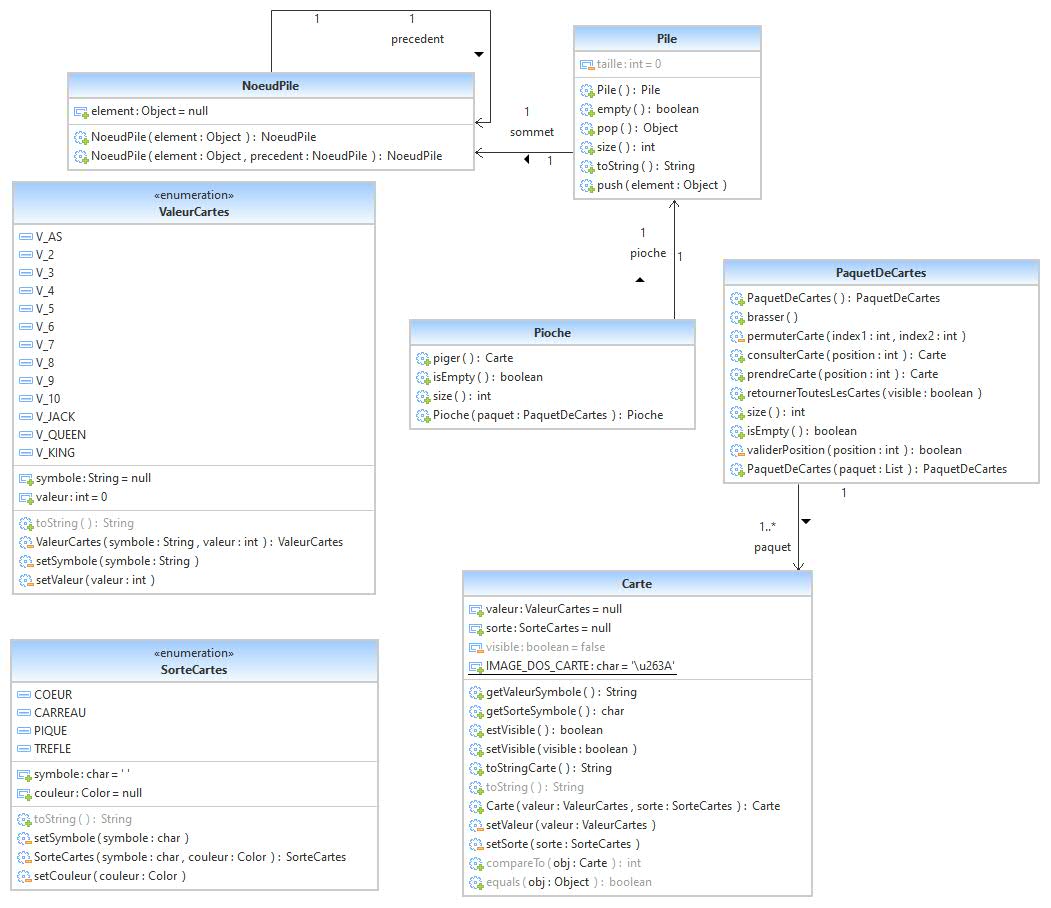 1
1
precedent
NoeudPile
element : Object = null
NoeudPile ( element : Object ) : NoeudPile
NoeudPile ( element : Object , precedent : NoeudPile ) : NoeudPile
1
sommet
1
Pile
taille : int = 0
Pile ( ) : Pile
empty ( ) : boolean
pop ( ) : Object
size ( ) : int
toString ( ) : String
push ( element : Object )
«enumeration»
ValeurCartes
V_AS
V_2
V_3
V_4
V_5
V_6
V_7
V_8
V_9
V_10
V_JACK
V_QUEEN
V_KING
symbole : String = null
valeur : int = 0
toString ( ) : String
ValeurCartes ( symbole : String , valeur : int ) : ValeurCartes
setSymbole ( symbole : String )
setValeur ( valeur : int )
1
pioche
1
Pioche
piger ( ) : Carte
isEmpty ( ) : boolean
size ( ) : int
Pioche ( paquet : PaquetDeCartes ) : Pioche
PaquetDeCartes
PaquetDeCartes ( ) : PaquetDeCartes
brasser ( )
permuterCarte ( index1 : int , index2 : int )
consulterCarte ( position : int ) : Carte
prendreCarte ( position : int ) : Carte
retournerToutesLesCartes ( visible : boolean )
size ( ) : int
isEmpty ( ) : boolean
validerPosition ( position : int ) : boolean
PaquetDeCartes ( paquet : List ) : PaquetDeCartes
1
1..*
paquet
Carte
valeur : ValeurCartes = null
sorte : SorteCartes = null
visible : boolean = false
IMAGE_DOS_CARTE : char = '\u263A'
getValeurSymbole ( ) : String
getSorteSymbole ( ) : char
estVisible ( ) : boolean
setVisible ( visible : boolean )
toStringCarte ( ) : String
toString ( ) : String
Carte ( valeur : ValeurCartes , sorte : SorteCartes ) : Carte
setValeur ( valeur : ValeurCartes )
setSorte ( sorte : SorteCartes )
compareTo ( obj : Carte ) : int
equals ( obj : Object ) : boolean
«enumeration»
SorteCartes
COEUR
CARREAU
PIQUE
TREFLE
symbole : char = ' '
couleur : Color = null
toString ( ) : String
setSymbole ( symbole : char )
SorteCartes ( symbole : char , couleur : Color ) : SorteCartes
setCouleur ( couleur : Color )